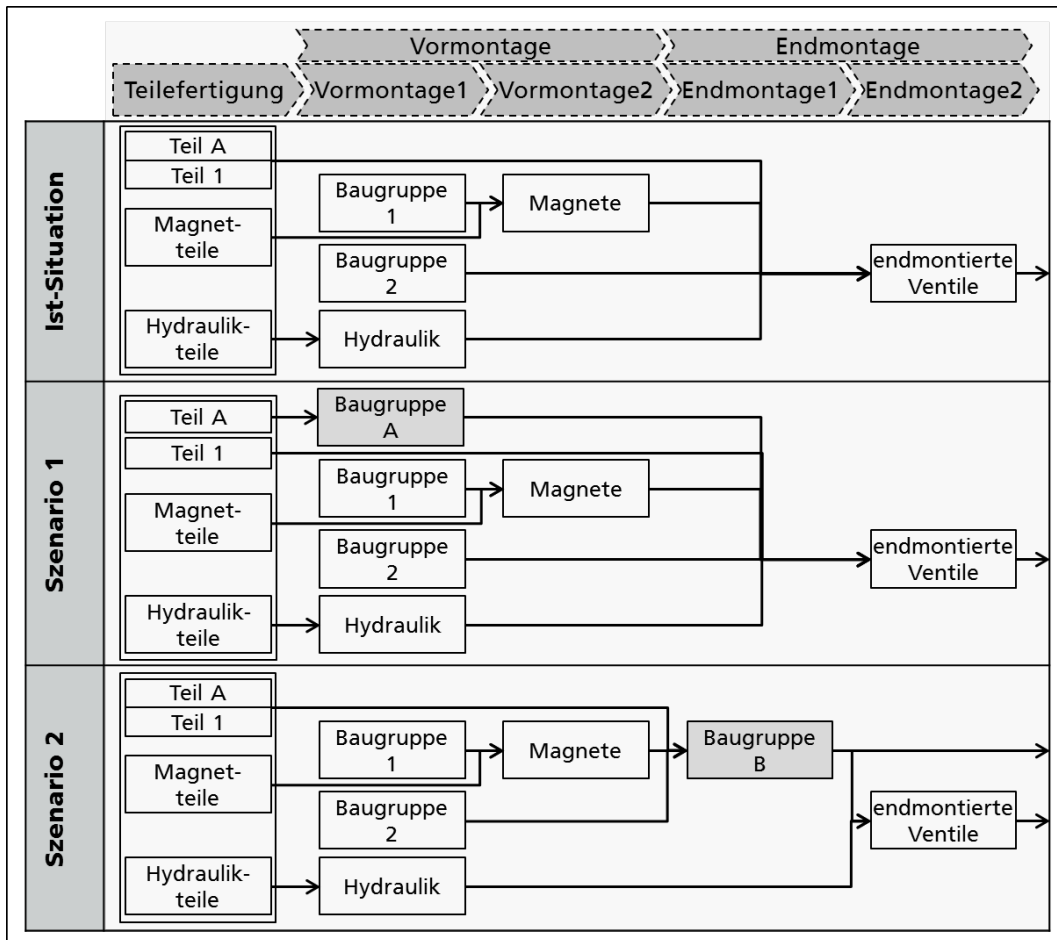 Vormontage
Endmontage
Teilefertigung
Vormontage1
Vormontage2
Endmontage1
Endmontage2
Ist-Situation
Teil A
Teil 1
Baugruppe
1
Magnete
Magnet-
teile
Baugruppe
2
endmontierte
Ventile
Hydraulik-
teile
Hydraulik
Szenario 1
Teil A
Baugruppe
A
Teil 1
Baugruppe
1
Magnete
Magnet-
teile
Baugruppe
2
endmontierte
Ventile
Hydraulik-
teile
Hydraulik
Szenario 2
Teil A
Teil 1
Baugruppe
1
Magnete
Baugruppe
B
Magnet-
teile
Baugruppe
2
endmontierte
Ventile
Hydraulik-
teile
Hydraulik